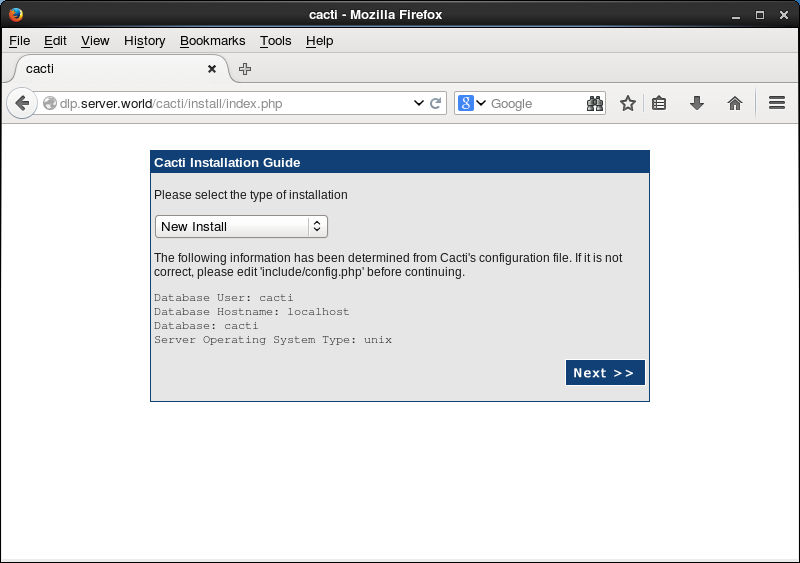 cacti - Mozilla Firefox
File Edit View History Bookmarks Tools Help
cacti
dlp.server.world/cacti/install/index.php
Google
Cacti Installation Guide
Please select the type of installation
New Install
The following information has been determined from Cacti's configuration file. If it is not
correct, please edit 'include/config.php' before continuing.
Database User: cacti
Database Hostname: localhost
Database: cacti
Server Operating System Type: unix
Next >>